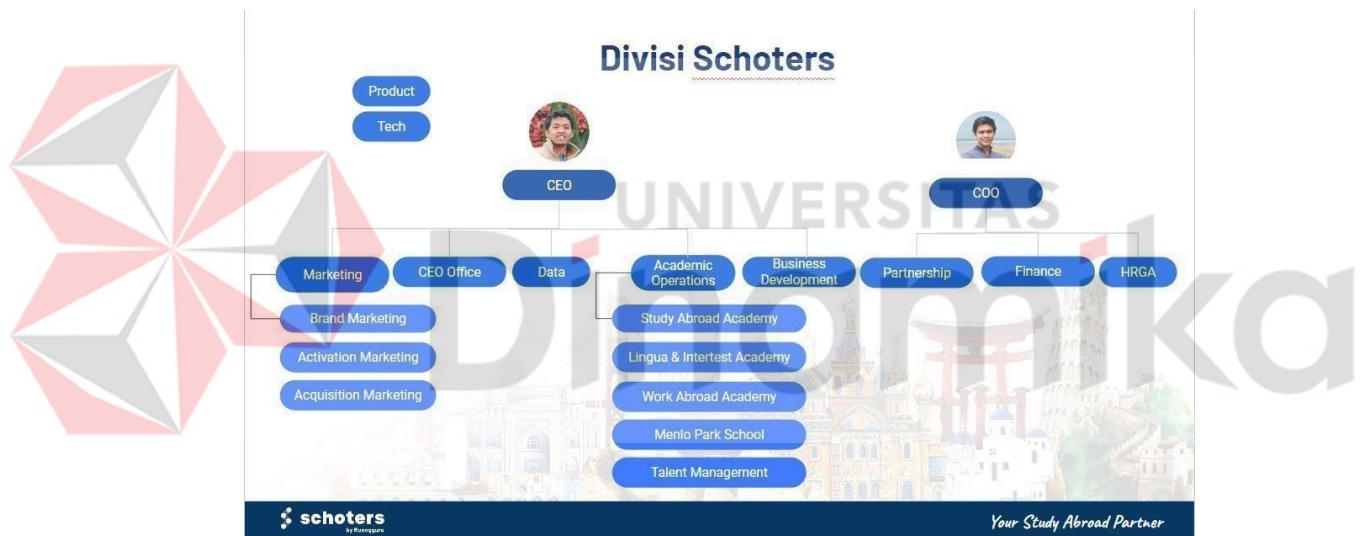 Divisi Schoters
Product
Tech
CEO
COO
UNIVERSITAS
Dinamika
Marketing
CEO Office
Data
Academic
Operations
Business
Development
Partnership
Finance
HRGA
Brand Marketing
Activation Marketing
Acquisition Marketing
Study Abroad Academy
Lingua & Intertest Academy
Work Abroad Academy
Menlo Park School
Talent Management
schoters
by Ruangguru
Your Study Abroad Partner